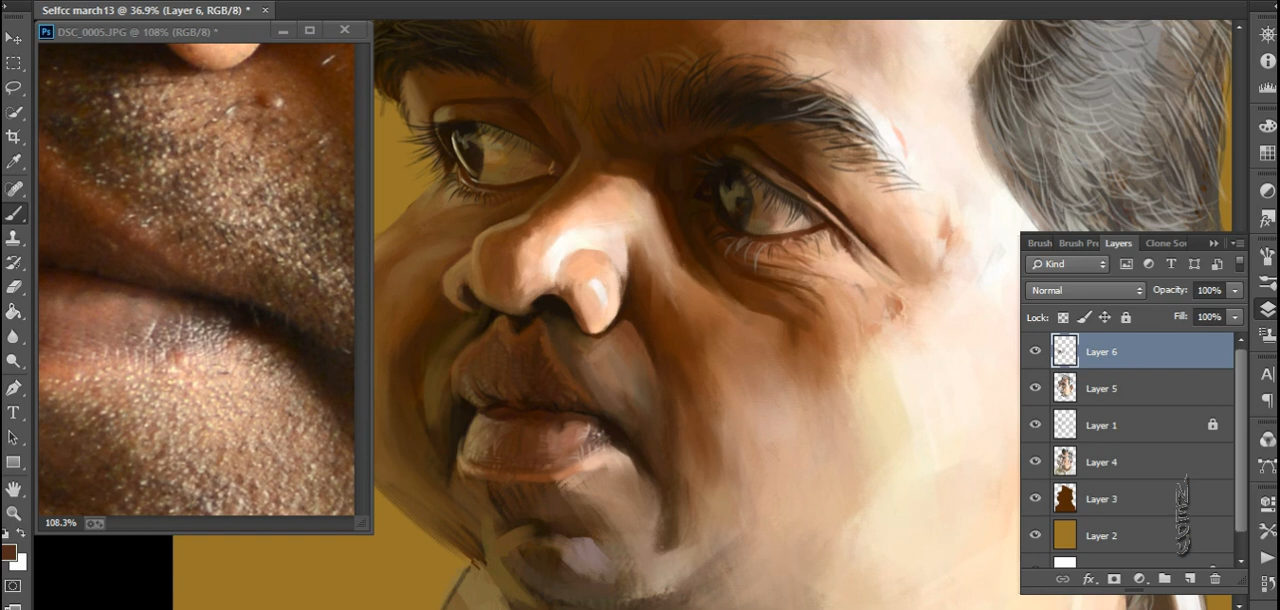 Selfcc march13 @ 36.9% (Layer 6, RGB/8) *
DSC_0005.JPG @ 108% (RGB/8) *
Ps
108.3%
Brush
Brush Pre
Layers
Clone Sou
Kind
Normal
Opacity:
100%
Lock:
Fill:
100%
Layer 6
Layer 5
Layer 1
Layer 4
Layer 3
Layer 2
fx